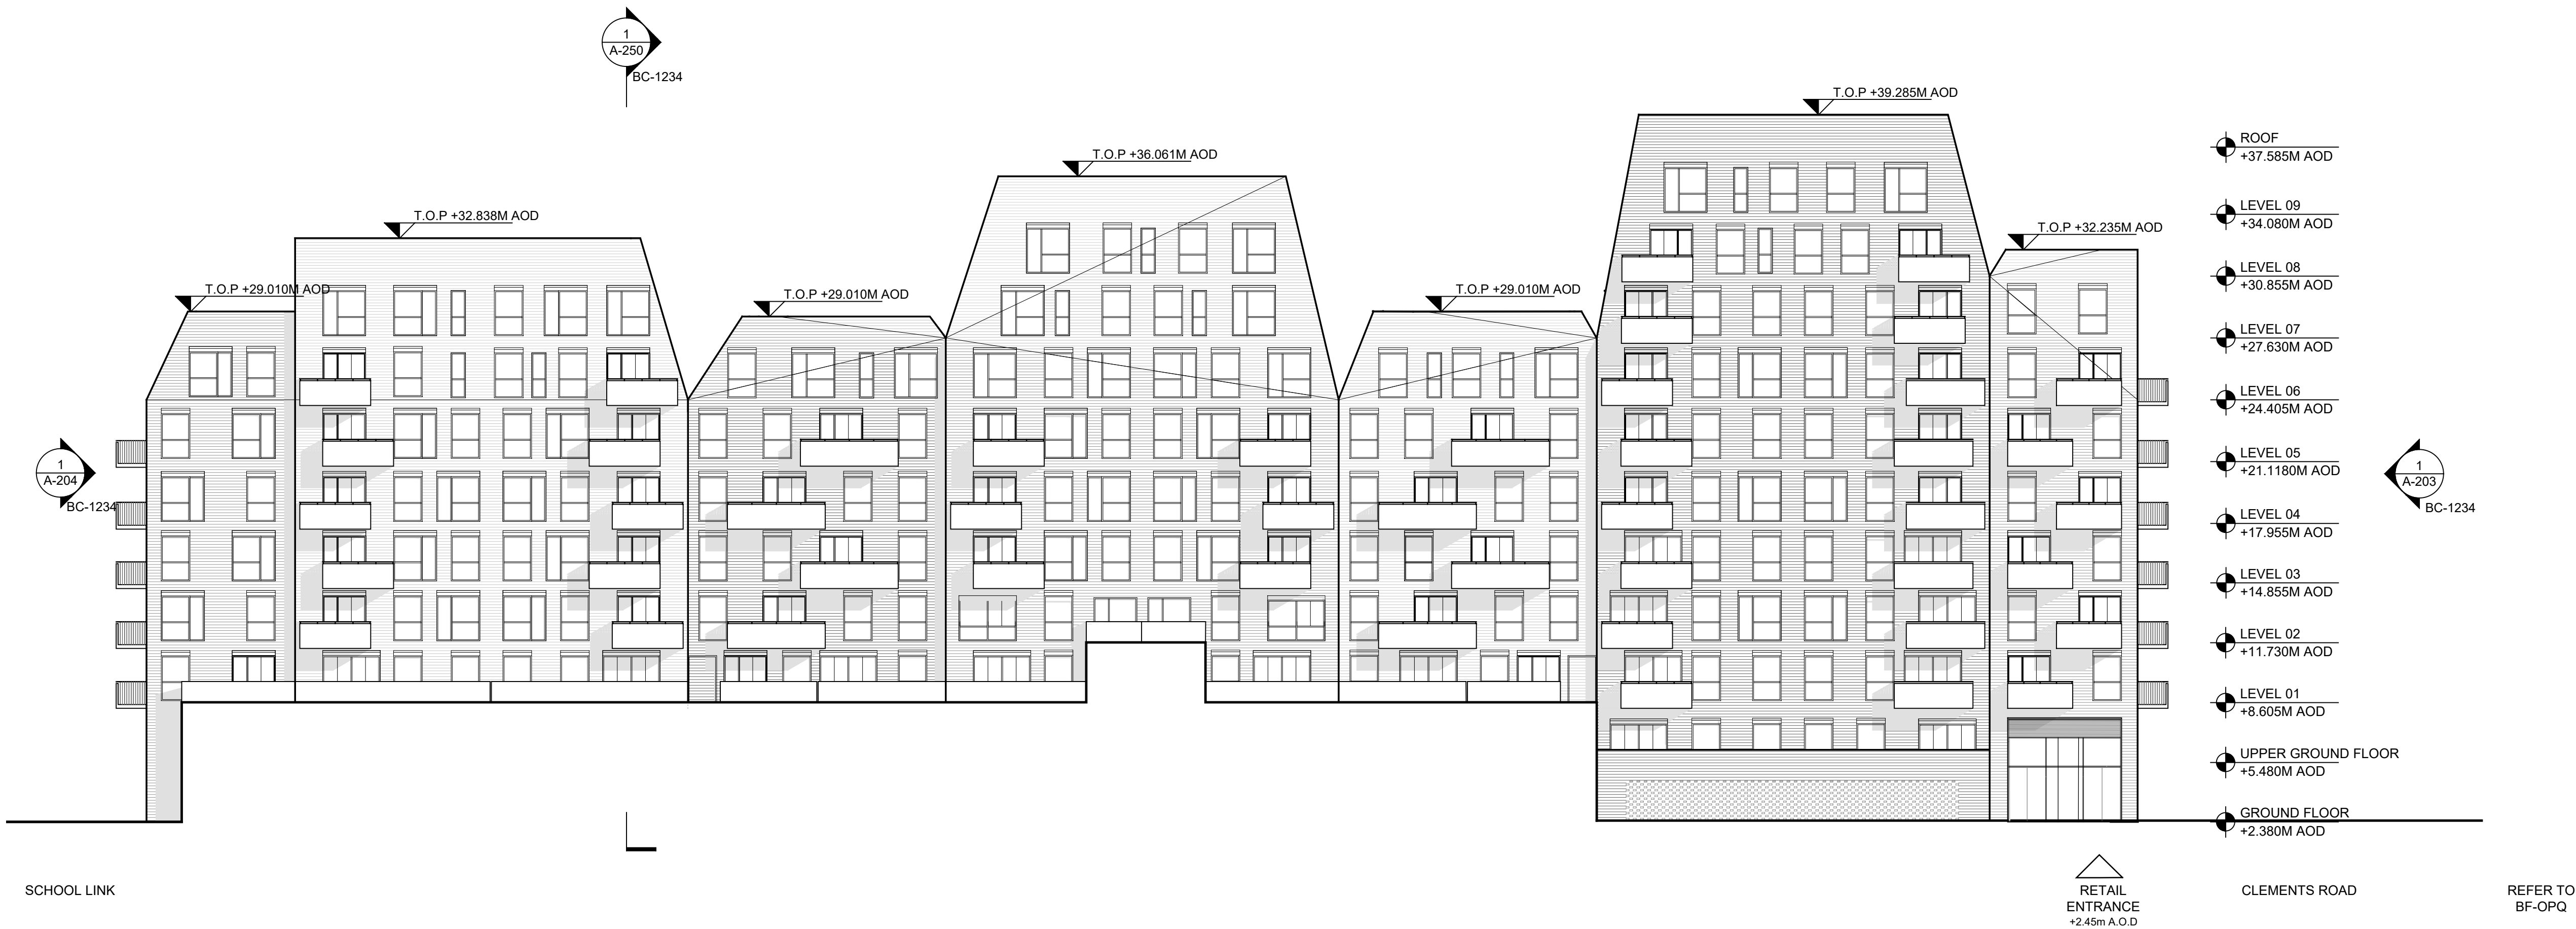 1
A-250
BC-1234
T.O.P +39.285M AOD
ROOF
+37.585M AOD
T.O.P +36.061M AOD
LEVEL 09
+34.080M AOD
T.O.P +32.838M AOD
T.O.P +32.235M AOD
LEVEL 08
+30.855M AOD
T.O.P +29.010M AOD
T.O.P +29.010M AOD
T.O.P +29.010M AOD
LEVEL 07
+27.630M AOD
LEVEL 06
+24.405M AOD
LEVEL 05
+21.1180M AOD
1
A-204
BC-1234
1
A-203
BC-1234
LEVEL 04
+17.955M AOD
LEVEL 03
+14.855M AOD
LEVEL 02
+11.730M AOD
LEVEL 01
+8.605M AOD
UPPER GROUND FLOOR
+5.480M AOD
GROUND FLOOR
+2.380M AOD
SCHOOL LINK
RETAIL
ENTRANCE
+2.45m A.O.D
CLEMENTS ROAD
REFER TO
BF-OPQ